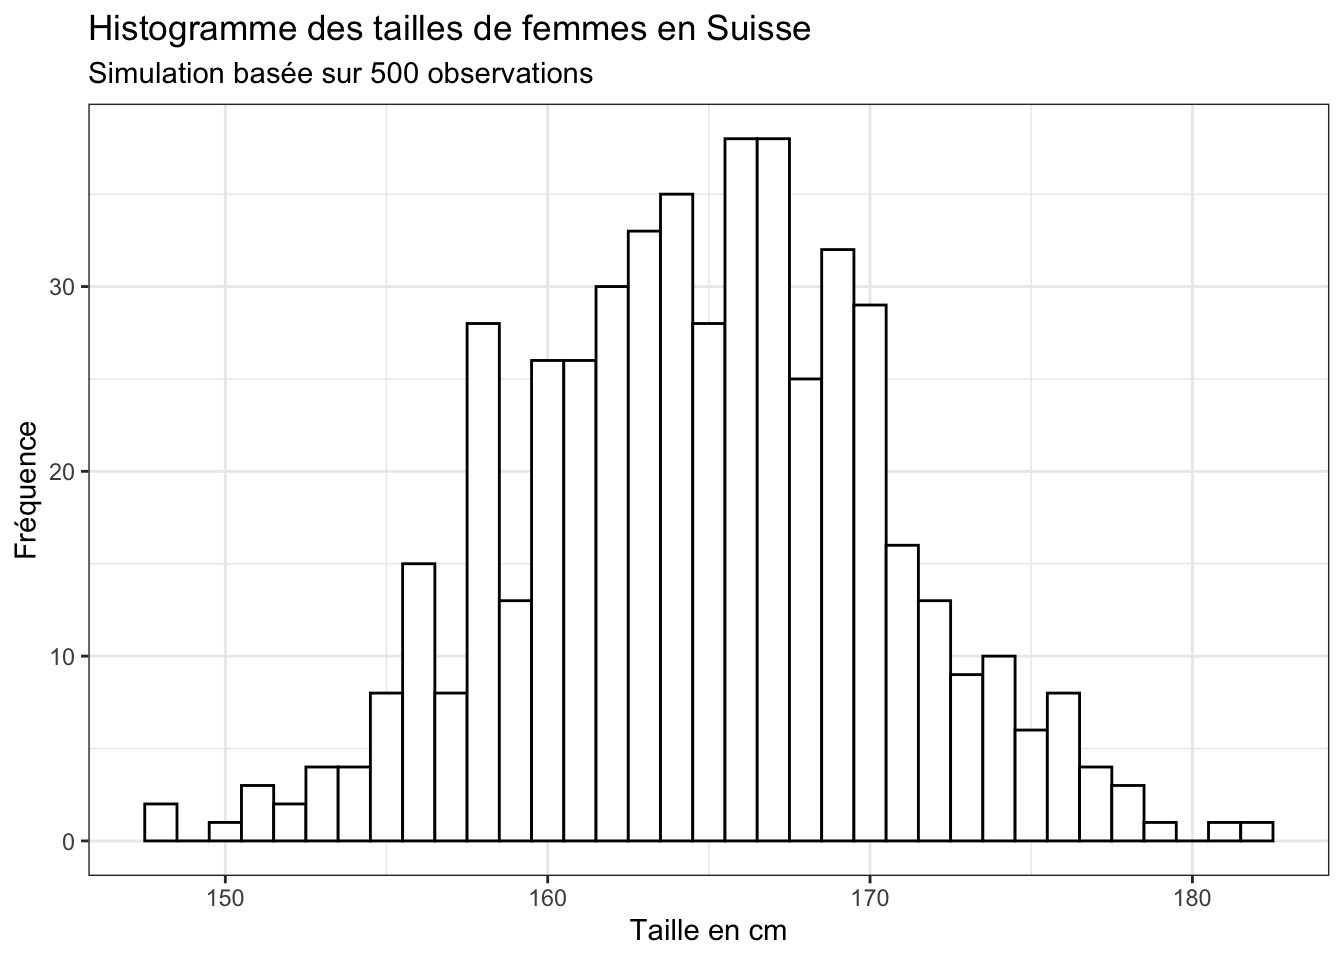 Histogramme des tailles de femmes en Suisse
Simulation basée sur 500 observations
Fréquence
30
20
10
0
150
160
170
180
Taille en cm